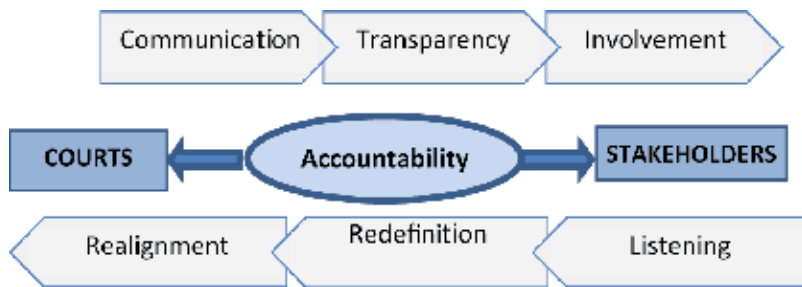 Communication Transparency Involvement
COURTS Accountability STAKEHOLDERS
Realignment Redefinition Listening